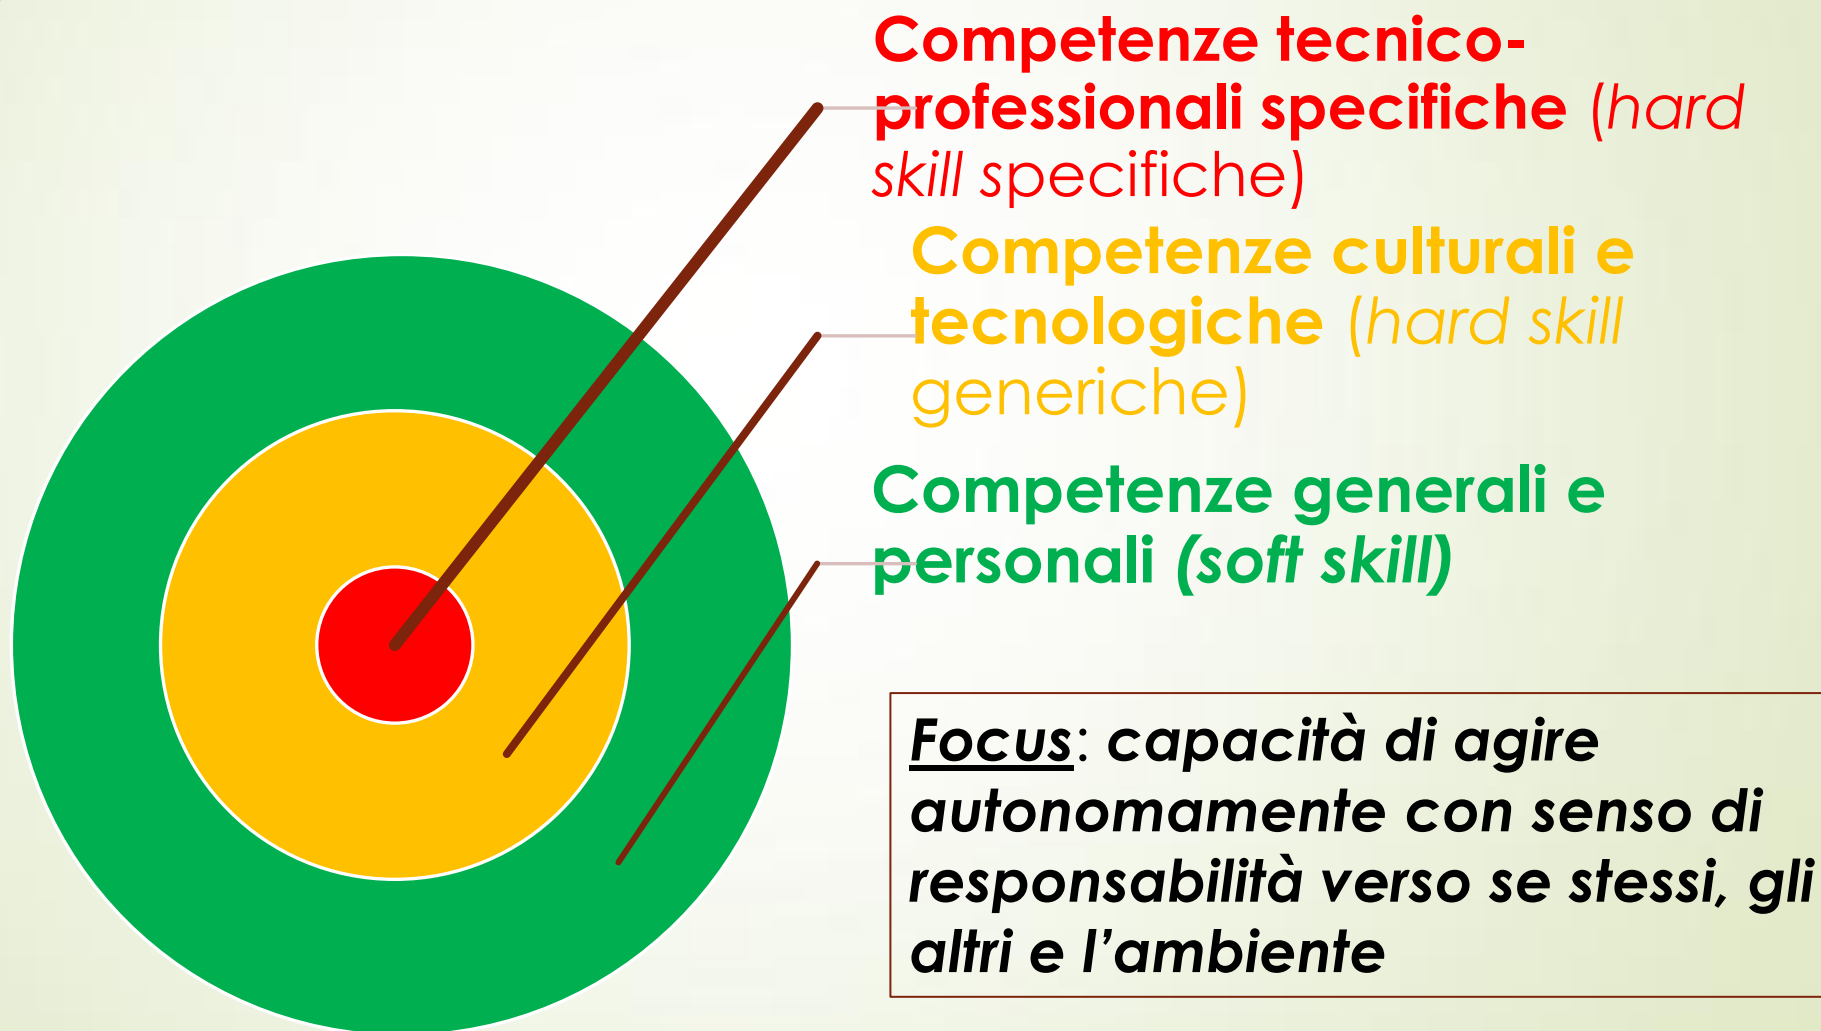 Competenze tecnico-
professionali specifiche (hard
skill specifiche)
Competenze culturali e
tecnologiche (hard skill
generiche)
Competenze generali e
personali (soft skill)
Focus: capacità di agire
autonomamente con senso di
responsabilità verso se stessi, gli
altri e l’ambiente